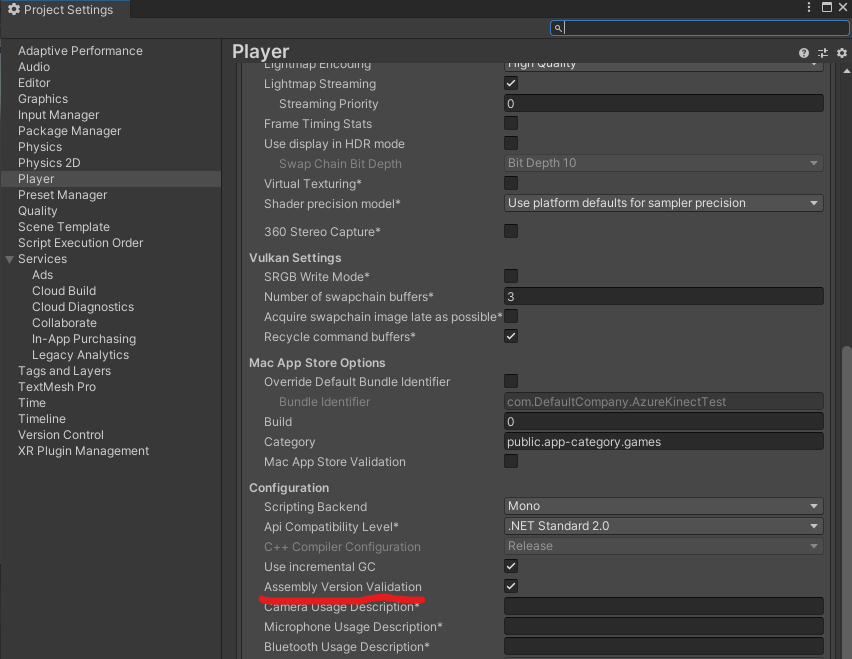 Project Settings
Adaptive Performance
Audio
Editor
Graphics
Input Manager
Package Manager
Physics
Physics 2D
Player
Preset Manager
Quality
Scene Template
Script Execution Order
Services
Ads
Cloud Build
Cloud Diagnostics
Collaborate
In-App Purchasing
Legacy Analytics
Tags and Layers
TextMesh Pro
Time
Timeline
Version Control
XR Plugin Management
Player
Lightmap Encoding High Quality
Lightmap Streaming
Streaming Priority 0
Frame Timing Stats
Use display in HDR mode
Swap Chain Bit Depth Bit Depth 10
Virtual Texturing*
Shader precision model* Use platform defaults for sampler precision
360 Stereo Capture*
Vulkan Settings
SRGB Write Mode*
Number of swapchain buffers* 3
Acquire swapchain image late as possible*
Recycle command buffers*
Mac App Store Options
Override Default Bundle Identifier
Bundle Identifier com.DefaultCompany.AzureKinectTest
Build 0
Category public.app-category.games
Mac App Store Validation
Configuration
Scripting Backend Mono
Api Compatibility Level* .NET Standard 2.0
C++ Compiler Configuration Release
Use incremental GC
Assembly Version Validation
Camera Usage Description*
Microphone Usage Description*
Bluetooth Usage Description*